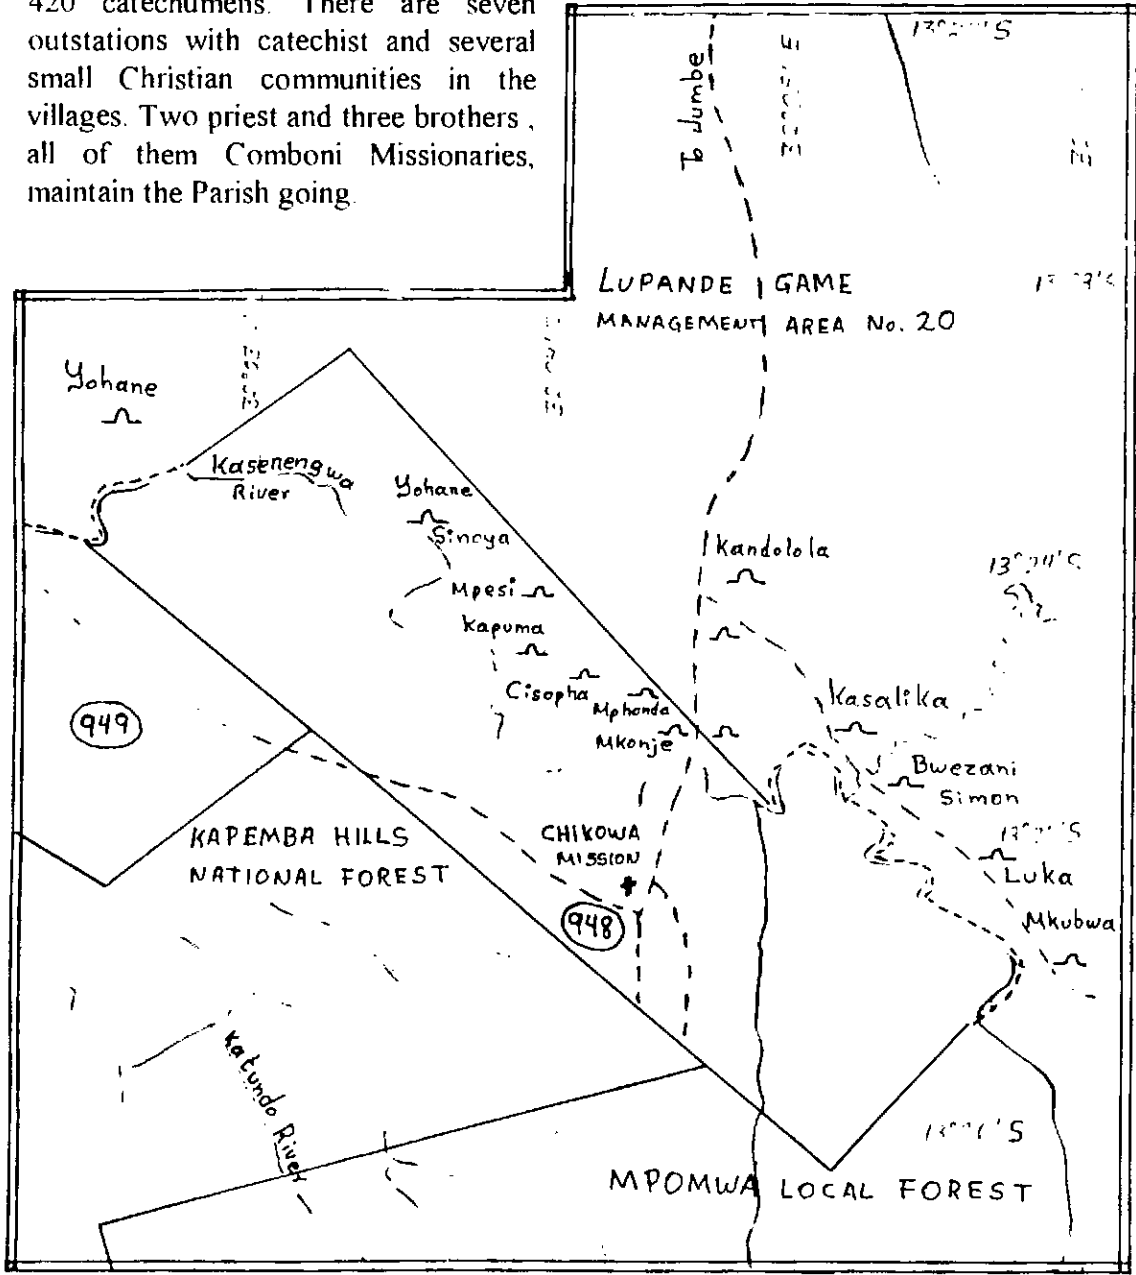 420 catechumens. There are seven
outstations with catechist and several
small Christian communities in the
villages. Two priest and three brothers ,
all of them Comboni Missionaries,
maintain the Parish going.
To Jumbe
LUPANDE GAME
MANAGEMENT AREA No. 20
Yohane
Kasenengwa
River
Yohane
Sinoya
Mpesi
Kapuma
Cisopha
Mphonda
Mkonje
Kandolola
Kasalika
Bwezani
Simon
Luka
Mkubwa
949
KAPEMBA HILLS
NATIONAL FOREST
CHIKOWA
MISSION
948
Katundo River
MPOMWA LOCAL FOREST